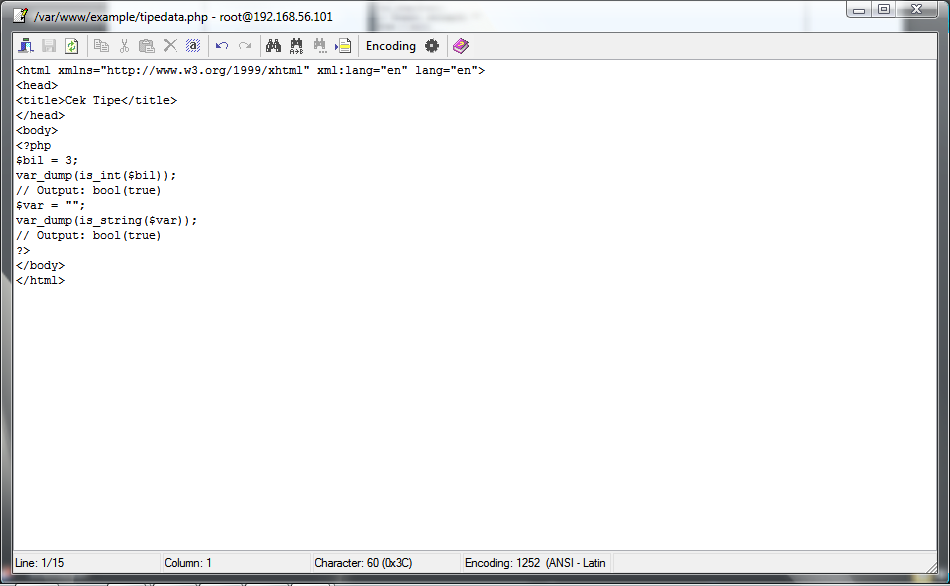 /var/www/example/tipedata.php - root@192.168.56.101
Encoding
<html xmlns="http://www.w3.org/1999/xhtml" xml:lang="en" lang="en">
<head>
<title>Cek Tipe</title>
</head>
<body>
<?php
$bil = 3;
var_dump(is_int($bil));
// Output: bool(true)
$var = "";
var_dump(is_string($var));
// Output: bool(true)
?>
</body>
</html>
Line: 1/15 Column: 1 Character: 60 (0x3C) Encoding: 1252 (ANSI - Latin